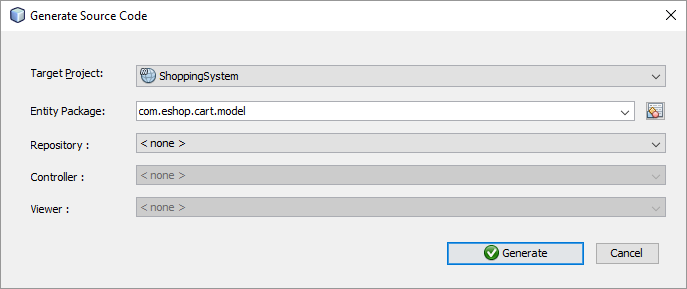 Generate Source Code
Target Project: ShoppingSystem
Entity Package: com.eshop.cart.model
Repository : < none >
Controller : < none >
Viewer : < none >
Generate Cancel